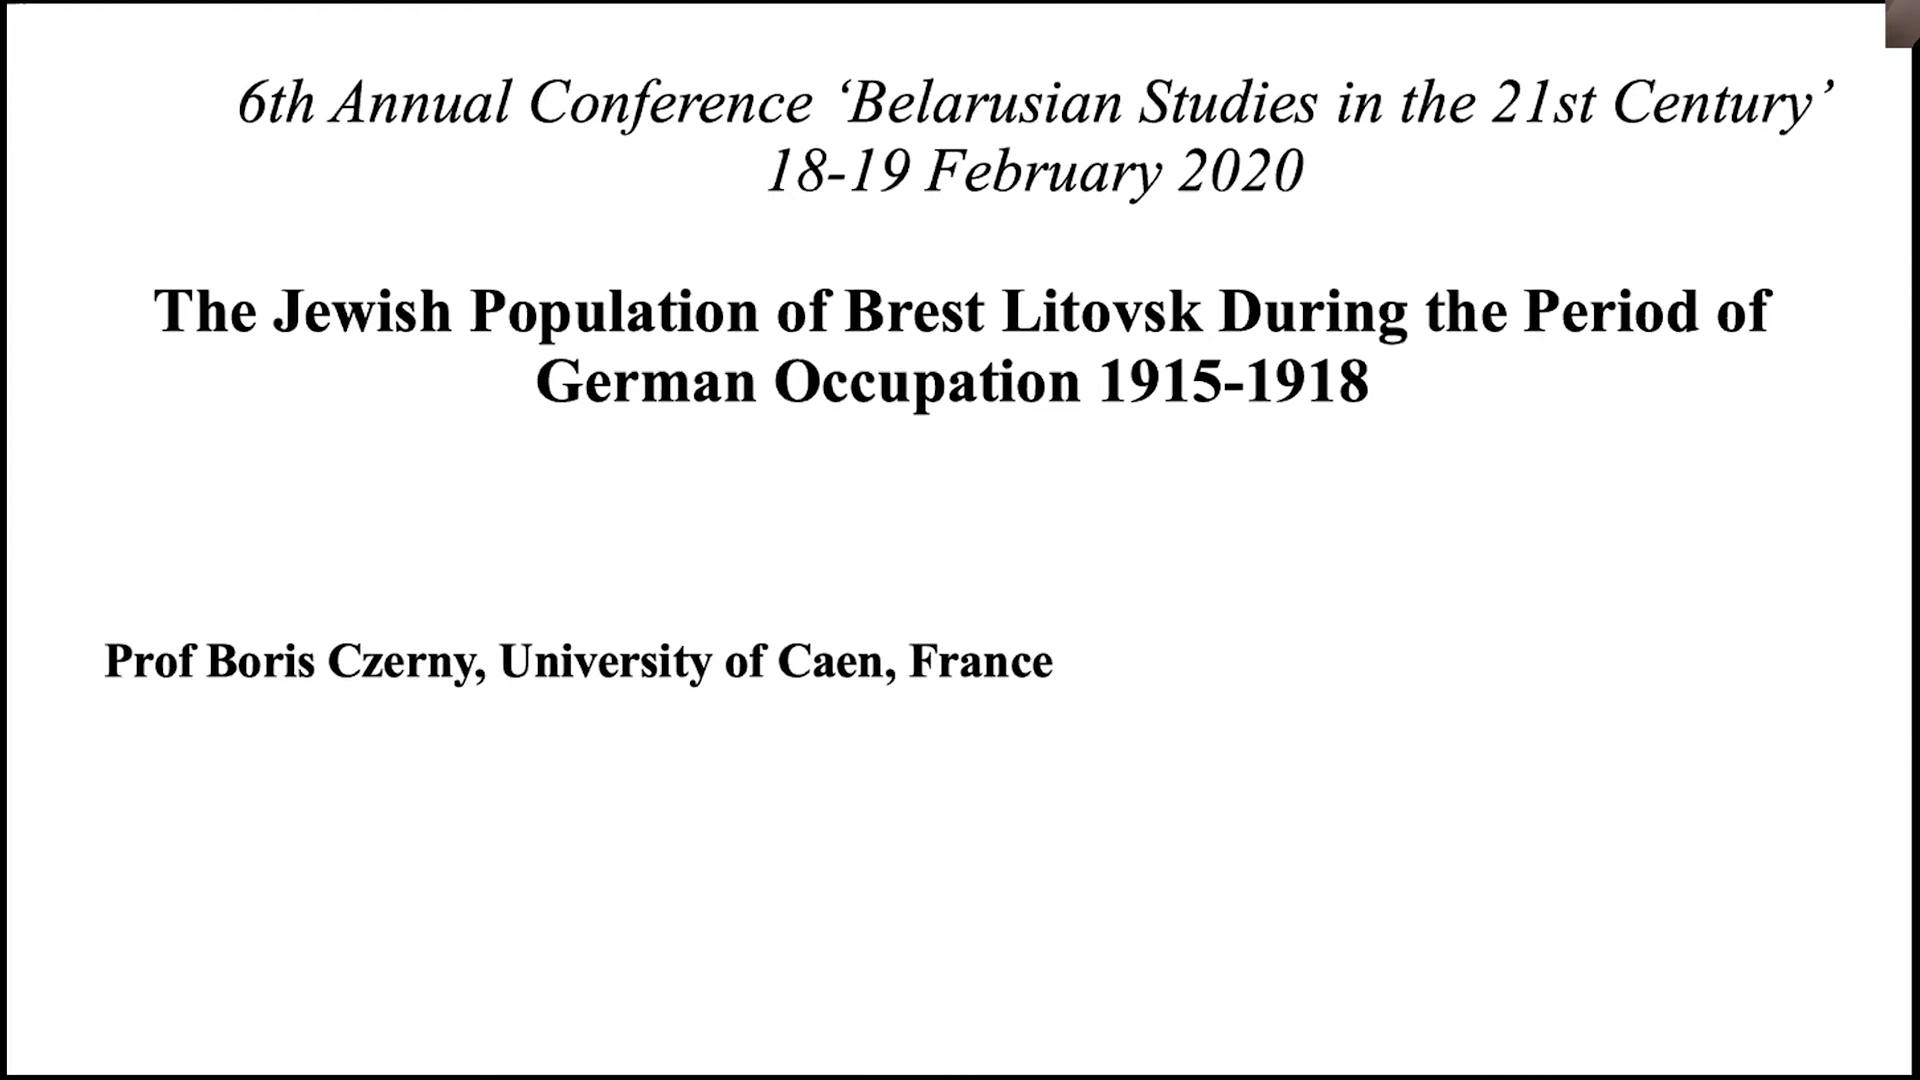 6th Annual Conference ‘Belarusian Studies in the 21st Century’
18-19 February 2020
The Jewish Population of Brest Litovsk During the Period of
German Occupation 1915-1918
Prof Boris Czerny, University of Caen, France